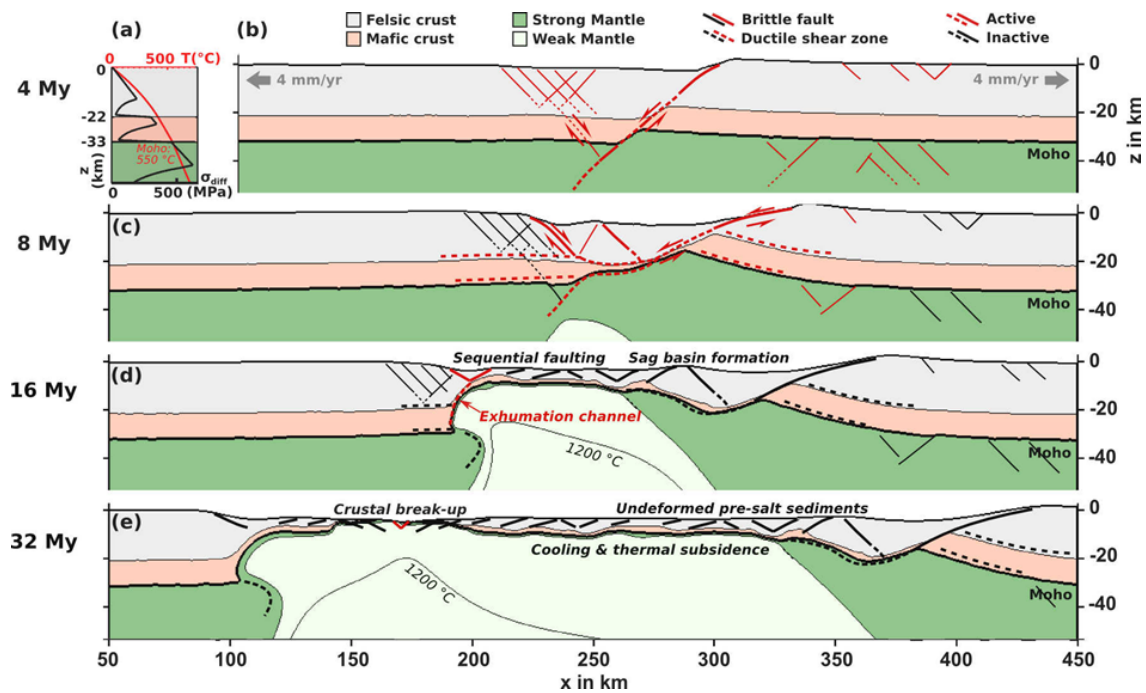 (a) (b) Felsic crust Strong Mantle Brittle fault Active
Mafic crust Weak Mantle Ductile shear zone Inactive
0 500 T(°C)
4 My
0
-22
-33
z
(km)
Moho:
550 °C
0 500 (MPa)
σdiff
4 mm/yr 4 mm/yr
Moho
0
-20
-40
z in km
8 My
(c)
Moho
0
-20
-40
16 My
(d)
Sequential faulting Sag basin formation
Exhumation channel
1200 °C
Moho
0
-20
-40
32 My
(e)
Crustal break-up Undeformed pre-salt sediments
Cooling & thermal subsidence
1200 °C
Moho
0
-20
-40
50 100 150 200 250 300 350 400 450
x in km